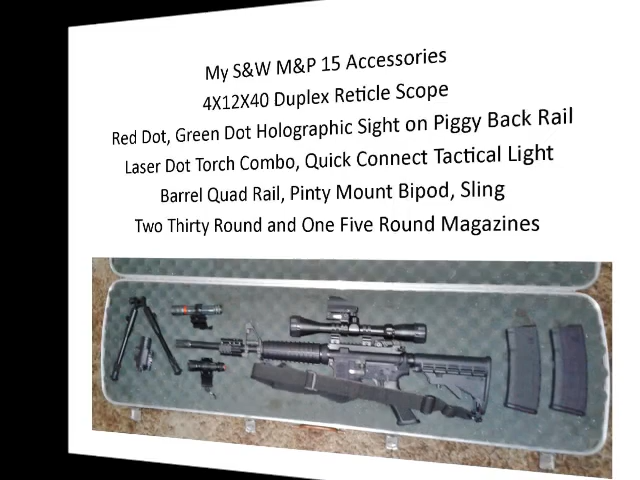 My S&W M&P 15 Accessories
4X12X40 Duplex Reticle Scope
Red Dot, Green Dot Holographic Sight on Piggy Back Rail
Laser Dot Torch Combo, Quick Connect Tactical Light
Barrel Quad Rail, Pinty Mount Bipod, Sling
Two Thirty Round and One Five Round Magazines